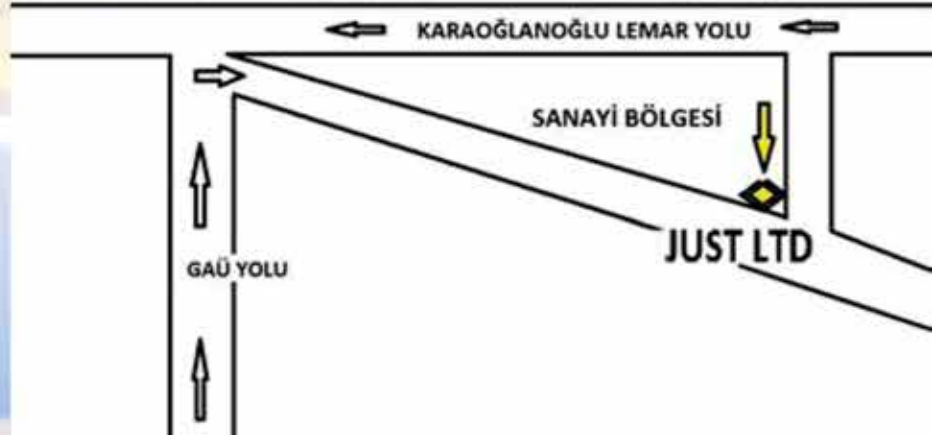 KARAOĞLANOĞLU LEMAR YOLU
SANAYİ BÖLGESİ
JUST LTD
GAÜ YOLU